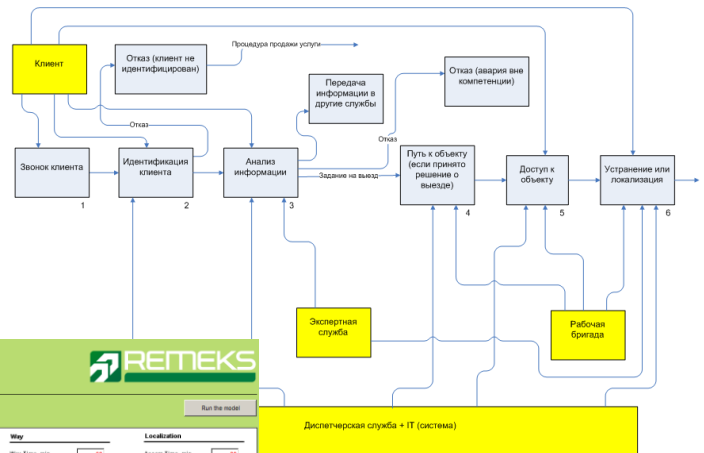 Процедура продажи услуги
Клиент
Отказ (клиент не
идентифицирован)
Передача
информации в
другие службы
Отказ (авария вне
компетенции)
Отказ
Отказ
Звонок клиента
1
Идентификация
клиента
2
Анализ
информации
3
Задание на выезд
Путь к объекту
(если принято
решение о
выезде)
4
Доступ к
объекту
5
Устранение или
локализация
6
Экспертная
служба
Рабочая
бригада
REMEKS
Run the model
Диспетчерская служба + IT (система)
Way
Localization